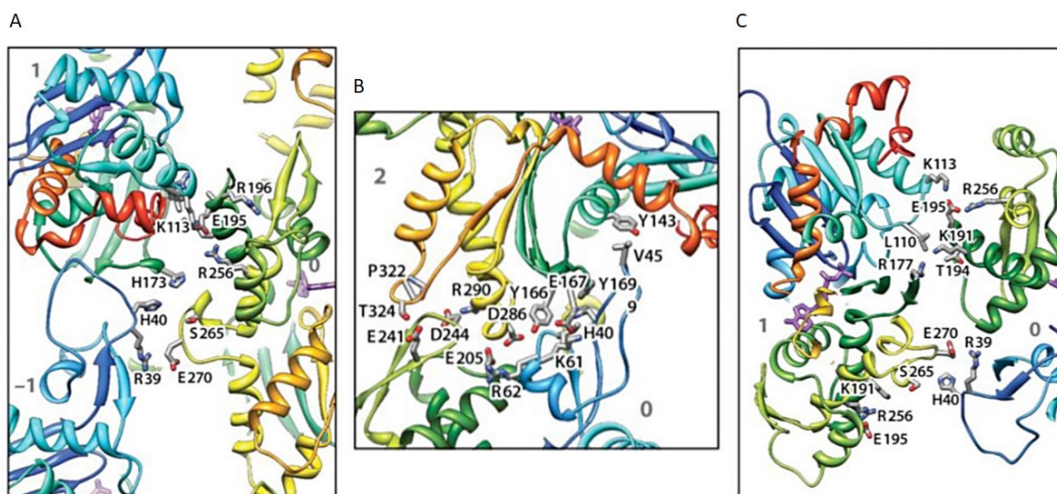 A
1
R196
K113
E195
R256
0
H173
H40
S265
-1
R39
E270
B
2
Y143
V45
P322
R290
E167
Y166
Y169
9
T324
D286
D244
E241
H40
E205
K61
R62
0
C
K113
R256
E195
K191
L110
T194
R177
1
0
E270
R39
S265
K191
H40
R256
E195